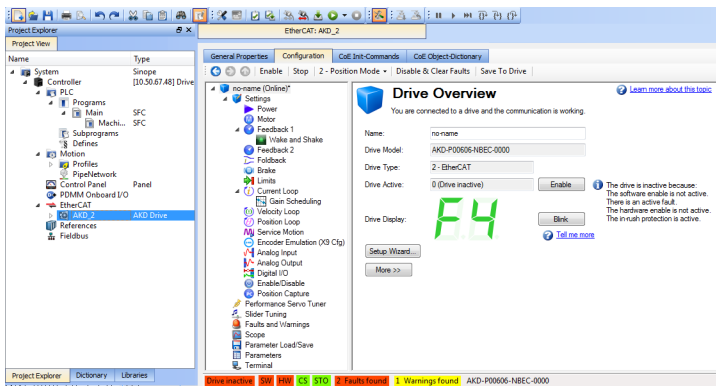 Project Explorer
EtherCAT: AKD_2
Project View
Name Type
System Sinope
Controller [10.50.67.48] Drive
PLC
Programs
Main SFC
Machi... SFC
Subprograms
Defines
Motion
Profiles
PipeNetwork
Control Panel Panel
PDMM Onboard I/O
EtherCAT
AKD_2 AKD Drive
References
Fieldbus
Project Explorer Dictionary Libraries
General Properties Configuration CoE Init-Commands CoE Object-Dictionary
Enable Stop 2 - Position Mode Disable & Clear Faults Save To Drive
no-name (Online)*
Settings
Power
Motor
Feedback 1
Wake and Shake
Feedback 2
Foldback
Brake
Limits
Current Loop
Gain Scheduling
Velocity Loop
Position Loop
Service Motion
Encoder Emulation (X9 Cfg)
Analog Input
Analog Output
Digital I/O
Enable/Disable
Position Capture
Performance Servo Tuner
Slider Tuning
Faults and Warnings
Scope
Parameter Load/Save
Parameters
Terminal
Drive Overview
Learn more about this topic
You are connected to a drive and the communication is working.
Name: no-name
Drive Model: AKD-P00606-NBEC-0000
Drive Type: 2 - EtherCAT
Drive Active: 0 (Drive inactive) Enable
The drive is inactive because:
The software enable is not active.
There is an active fault.
The hardware enable is not active.
The in-rush protection is active.
Drive Display: F4 Blink
Tell me more
Setup Wizard...
More >>
Drive inactive SW HW CS STO 2 Faults found 1 Warnings found AKD-P00606-NBEC-0000